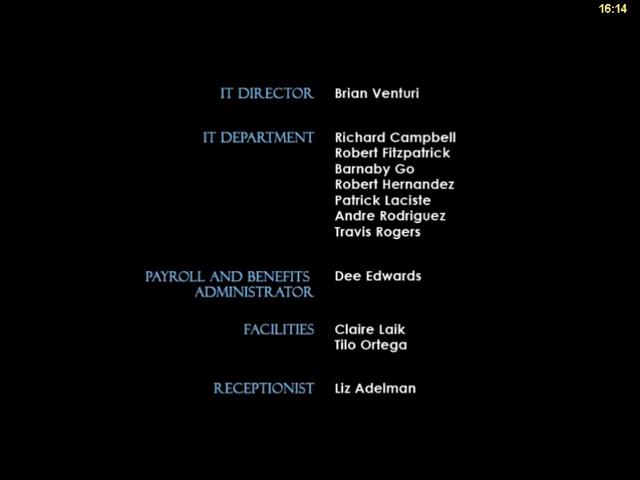 16:14
IT DIRECTOR Brian Venturi
IT DEPARTMENT Richard Campbell
Robert Fitzpatrick
Barnaby Go
Robert Hernandez
Patrick Laciste
Andre Rodriguez
Travis Rogers
PAYROLL AND BENEFITS Dee Edwards
ADMINISTRATOR
FACILITIES Claire Laik
Tilo Ortega
RECEPTIONIST Liz Adelman